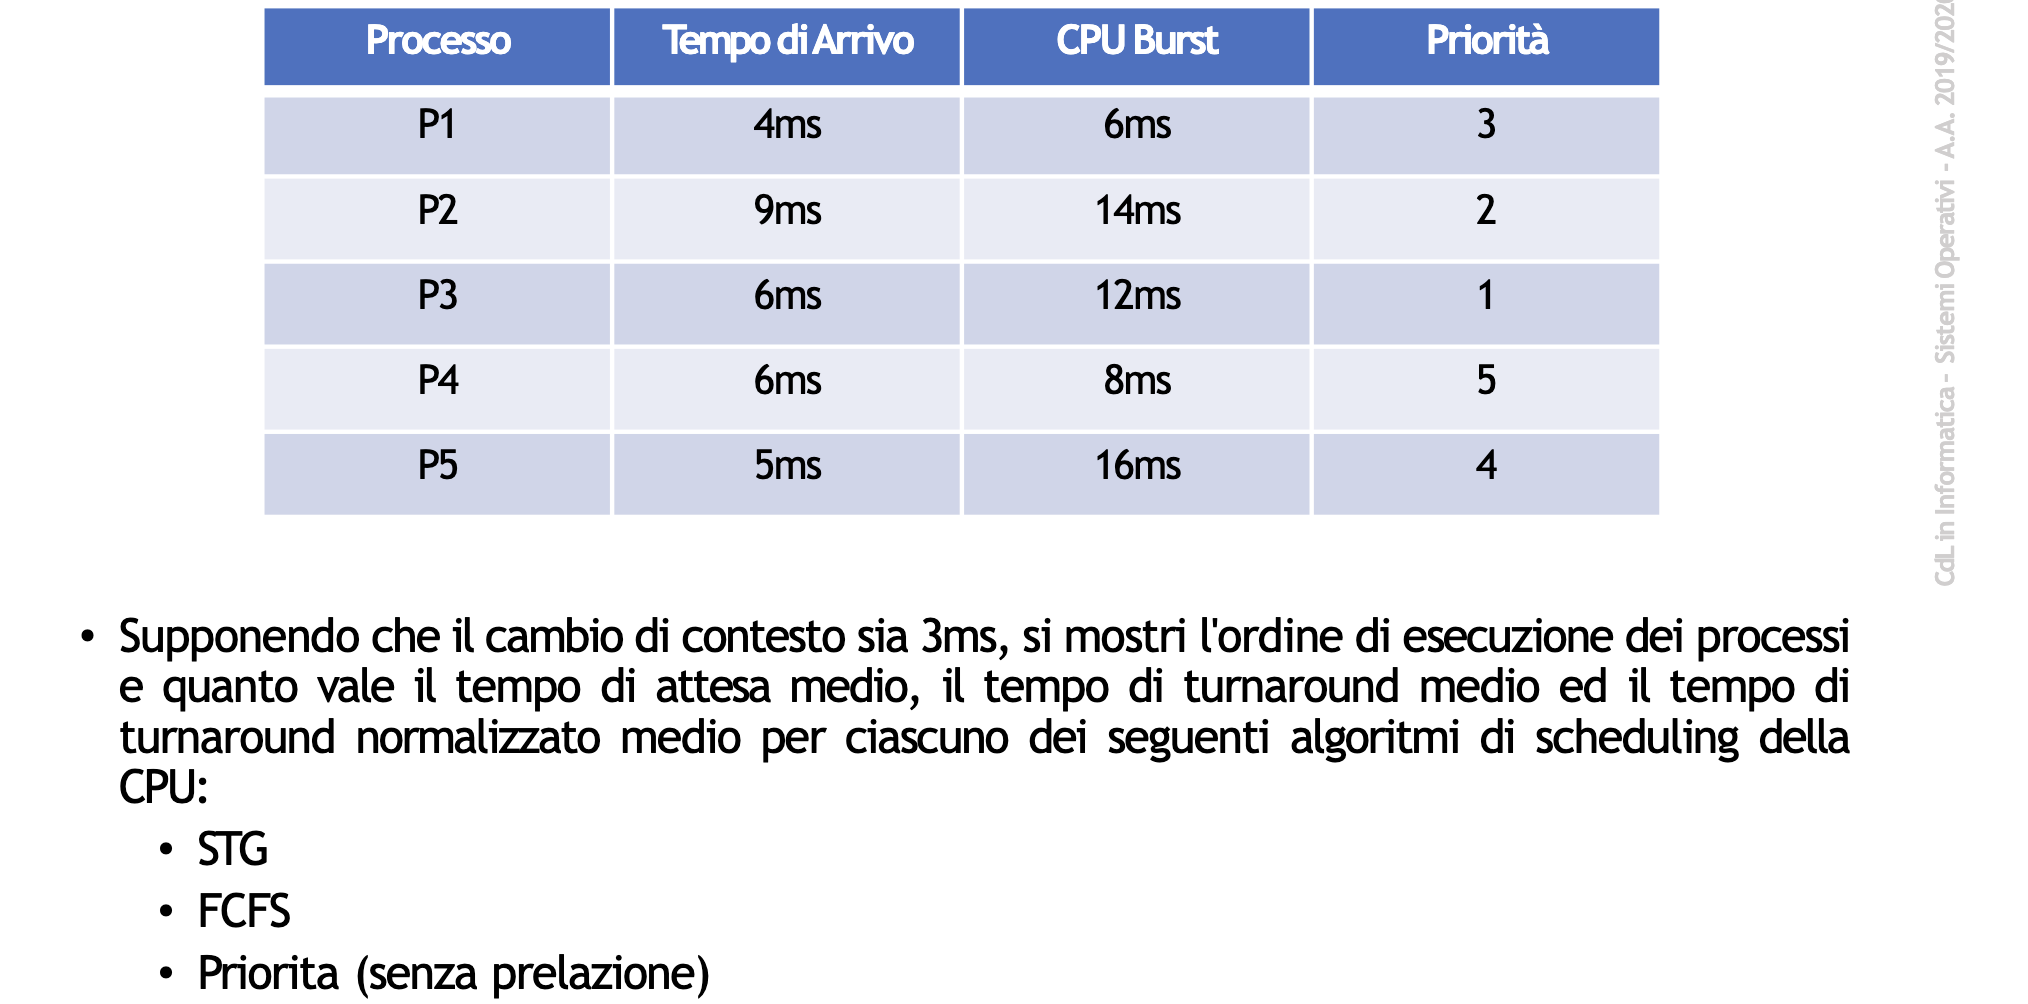 Processo Tempo di Arrivo CPU Burst Priorità
P1 4ms 6ms 3
P2 9ms 14ms 2
P3 6ms 12ms 1
P4 6ms 8ms 5
P5 5ms 16ms 4
• Supponendo che il cambio di contesto sia 3ms, si mostri l'ordine di esecuzione dei processi
e quanto vale il tempo di attesa medio, il tempo di turnaround medio ed il tempo di
turnaround normalizzato medio per ciascuno dei seguenti algoritmi di scheduling della
CPU:
• STG
• FCFS
• Priorita (senza prelazione)
CdL in Informatica - Sistemi Operativi - A.A. 2019/2020